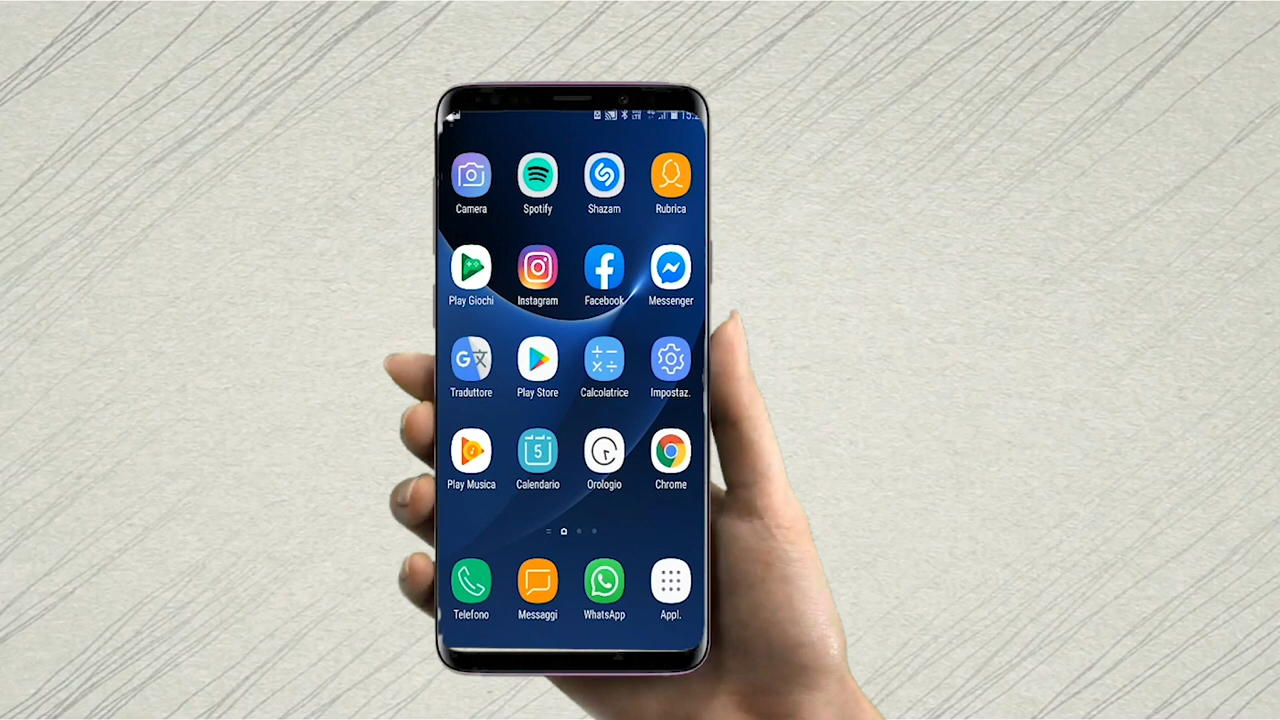 Camera Spotify Shazam Rubrica
Play Giochi Instagram Facebook Messenger
Traduttore Play Store Calcolatrice Impostaz.
5
Play Musica Calendario Orologio Chrome
Telefono Messaggi WhatsApp Appl.